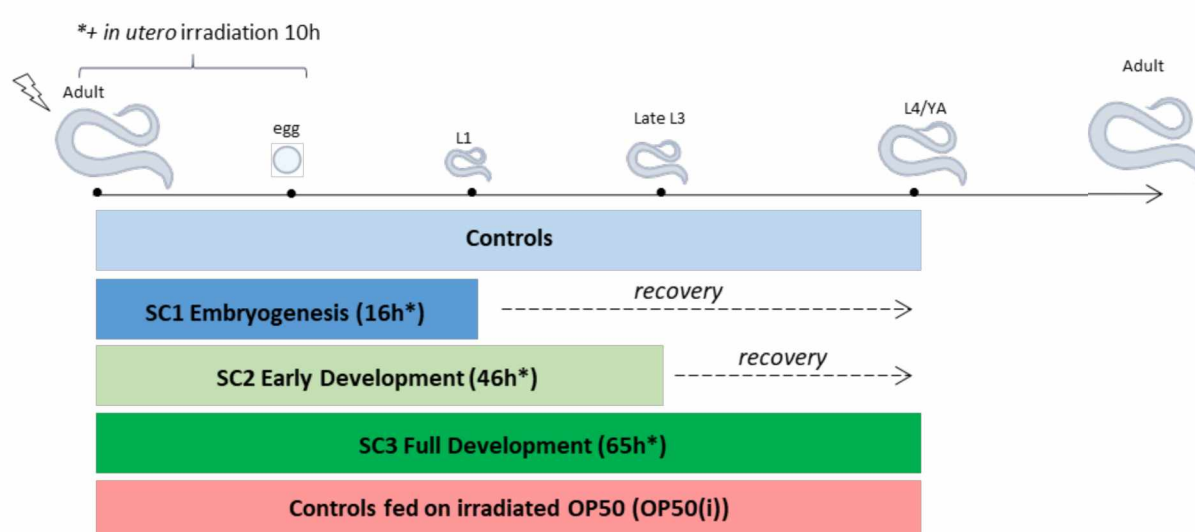 *+ in utero irradiation 10h
Adult
egg
L1
Late L3
L4/YA
Adult
Controls
SC1 Embryogenesis (16h*)
recovery
SC2 Early Development (46h*)
recovery
SC3 Full Development (65h*)
Controls fed on irradiated OP50 (OP50(i))